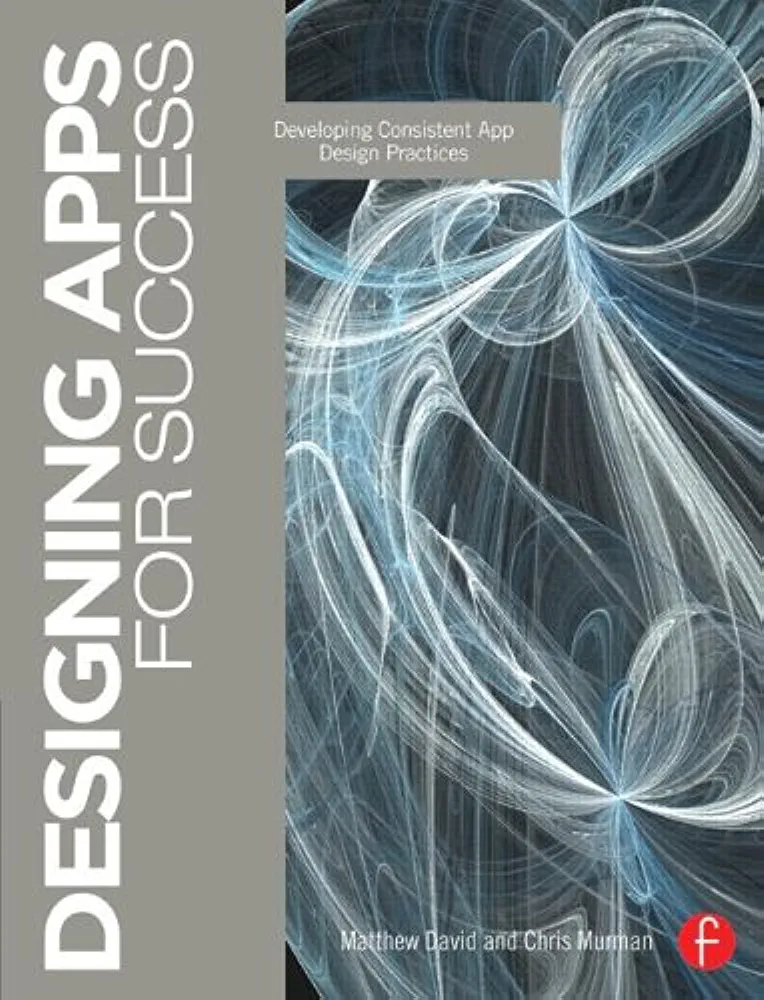 DESIGNING APPS
FOR SUCCESS
Developing Consistent App
Design Practices
Matthew David and Chris Murman
f